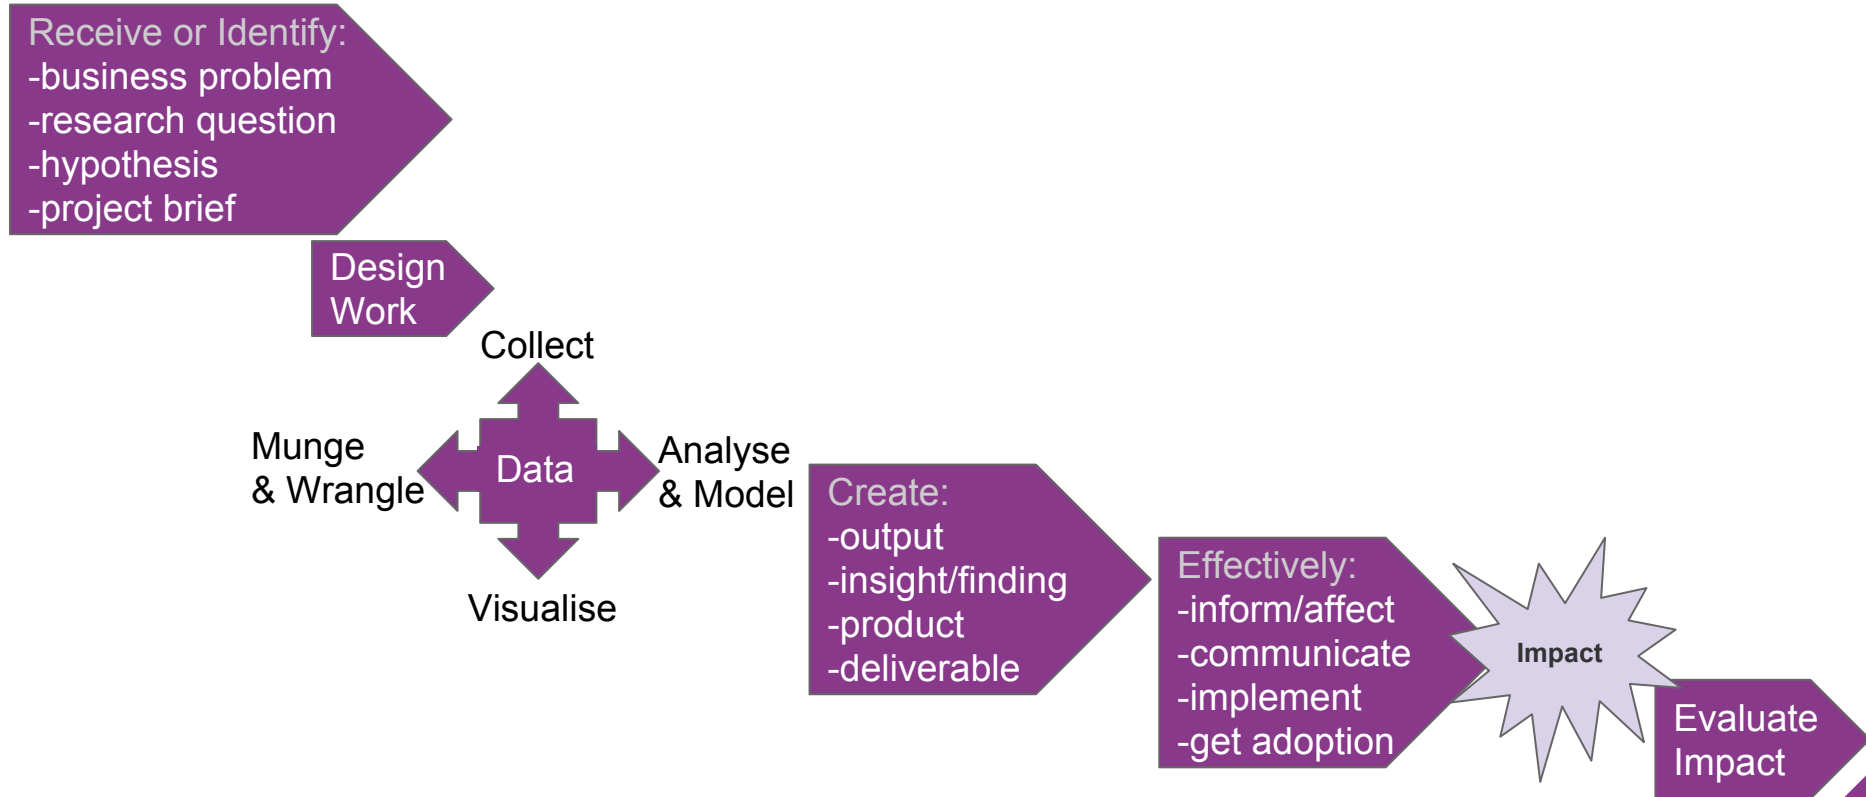 Receive or Identify:
-business problem
-research question
-hypothesis
-project brief
Design
Work
Collect
Munge
& Wrangle
Data
Analyse
& Model
Visualise
Create:
-output
-insight/finding
-product
-deliverable
Effectively:
-inform/affect
-communicate
-implement
-get adoption
Impact
Evaluate
Impact